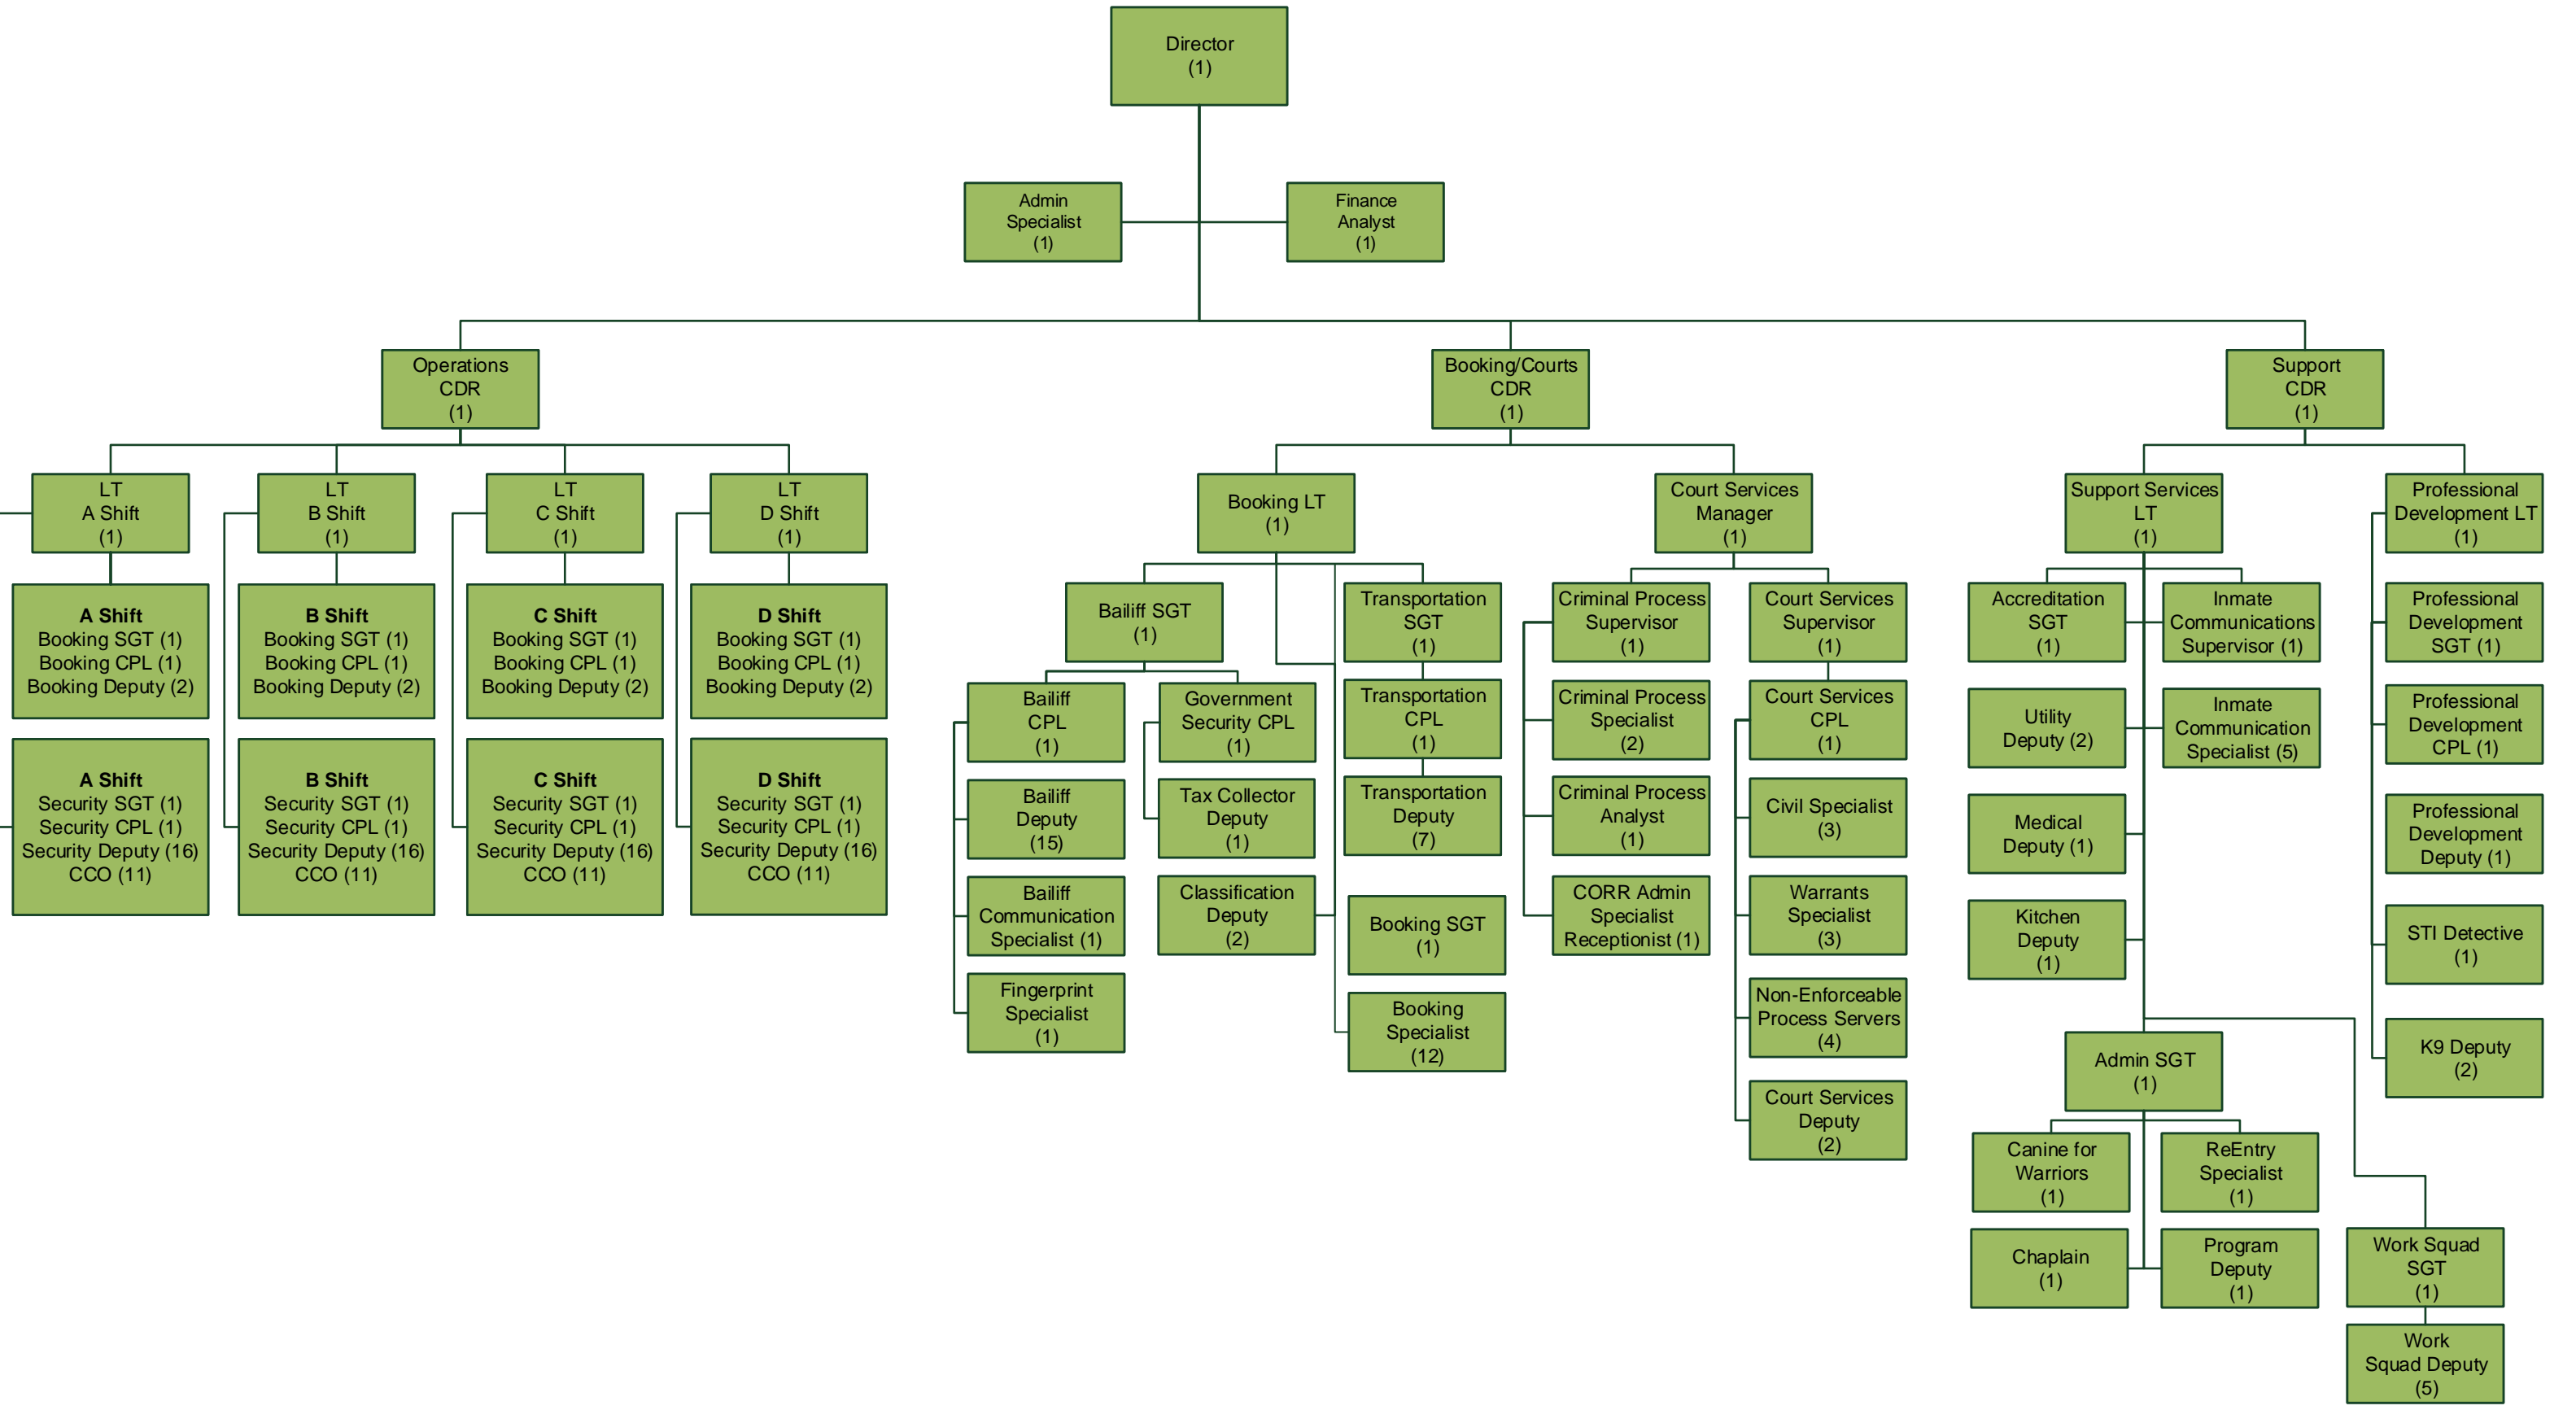 Director
(1)
Admin
Specialist
(1)
Finance
Analyst
(1)
Operations
CDR
(1)
Booking/Courts
CDR
(1)
Support
CDR
(1)
LT
A Shift
(1)
LT
B Shift
(1)
LT
C Shift
(1)
LT
D Shift
(1)
A Shift
Booking SGT (1)
Booking CPL (1)
Booking Deputy (2)
B Shift
Booking SGT (1)
Booking CPL (1)
Booking Deputy (2)
C Shift
Booking SGT (1)
Booking CPL (1)
Booking Deputy (2)
D Shift
Booking SGT (1)
Booking CPL (1)
Booking Deputy (2)
A Shift
Security SGT (1)
Security CPL (1)
Security Deputy (16)
CCO (11)
B Shift
Security SGT (1)
Security CPL (1)
Security Deputy (16)
CCO (11)
C Shift
Security SGT (1)
Security CPL (1)
Security Deputy (16)
CCO (11)
D Shift
Security SGT (1)
Security CPL (1)
Security Deputy (16)
CCO (11)
Booking LT
(1)
Court Services
Manager
(1)
Bailiff SGT
(1)
Bailiff
CPL
(1)
Bailiff
Deputy
(15)
Bailiff
Communication
Specialist (1)
Fingerprint
Specialist
(1)
Government
Security CPL
(1)
Tax Collector
Deputy
(1)
Classification
Deputy
(2)
Transportation
SGT
(1)
Transportation
CPL
(1)
Transportation
Deputy
(7)
Booking SGT
(1)
Booking
Specialist
(12)
Criminal Process
Supervisor
(1)
Criminal Process
Specialist
(2)
Criminal Process
Analyst
(1)
CORR Admin
Specialist
Receptionist (1)
Court Services
Supervisor
(1)
Court Services
CPL
(1)
Civil Specialist
(3)
Warrants
Specialist
(3)
Non-Enforceable
Process Servers
(4)
Court Services
Deputy
(2)
Support Services
LT
(1)
Accreditation
SGT
(1)
Inmate
Communications
Supervisor (1)
Utility
Deputy (2)
Inmate
Communication
Specialist (5)
Medical
Deputy (1)
Kitchen
Deputy
(1)
Admin SGT
(1)
Canine for
Warriors
(1)
ReEntry
Specialist
(1)
Chaplain
(1)
Program
Deputy
(1)
Work Squad
SGT
(1)
Work
Squad Deputy
(5)
Professional
Development LT
(1)
Professional
Development
SGT (1)
Professional
Development
CPL (1)
Professional
Development
Deputy (1)
STI Detective
(1)
K9 Deputy
(2)